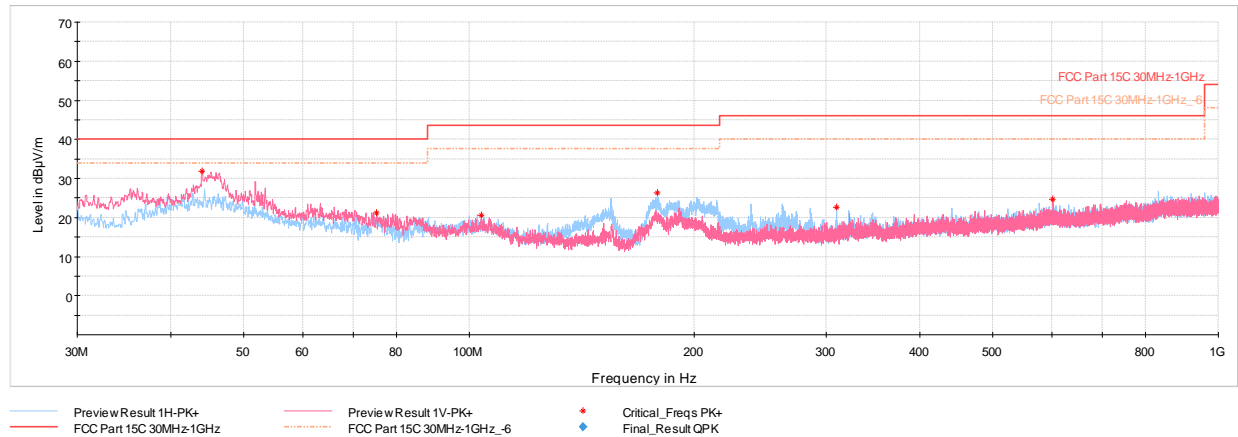 70
60
50
40
30
20
10
0
Level in dBµV/m
FCC Part 15C 30MHz-1GHz
FCC Part 15C 30MHz-1GHz_-6
30M 50 60 80 100M 200 300 400 500 800 1G
Frequency in Hz
Preview Result 1H-PK+ Preview Result 1V-PK+ Critical_Freqs PK+
FCC Part 15C 30MHz-1GHz FCC Part 15C 30MHz-1GHz_-6 Final_Result QPK